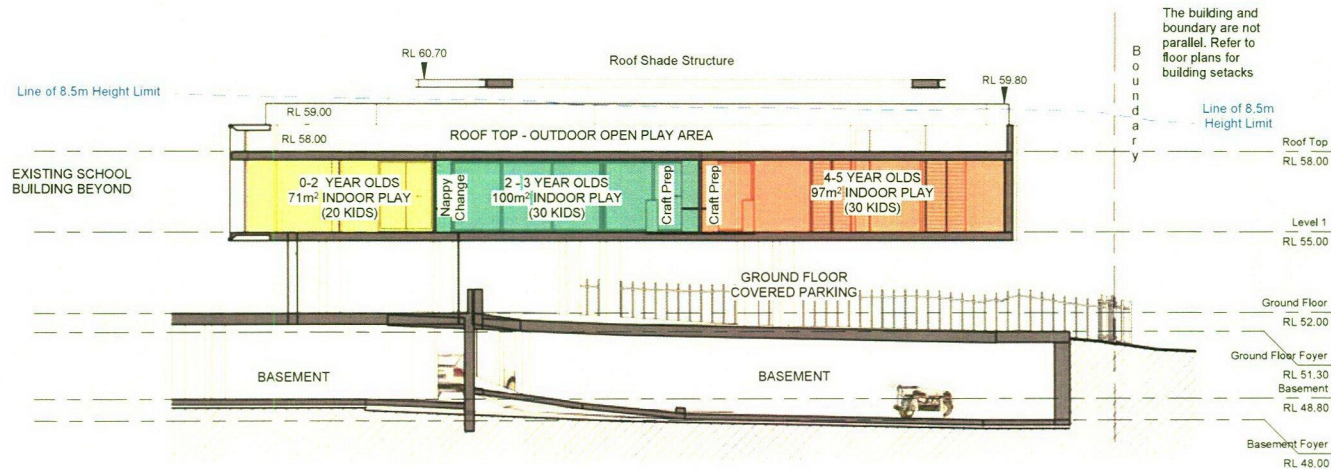 The building and
boundary are not
parallel. Refer to
floor plans for
building setacks
Boundary
RL 60.70
Roof Shade Structure
RL 59.80
Line of 8.5m Height Limit
Line of 8.5m
Height Limit
RL 59.00
RL 58.00
ROOF TOP - OUTDOOR OPEN PLAY AREA
Roof Top
RL 58.00
EXISTING SCHOOL
BUILDING BEYOND
0-2 YEAR OLDS
71m² INDOOR PLAY
(20 KIDS)
Nappy
Change
2 - 3 YEAR OLDS
100m² INDOOR PLAY
(30 KIDS)
Craft Prep
Craft Prep
4-5 YEAR OLDS
97m² INDOOR PLAY
(30 KIDS)
Level 1
RL 55.00
GROUND FLOOR
COVERED PARKING
Ground Floor
RL 52.00
Ground Floor Foyer
RL 51.30
BASEMENT
BASEMENT
Basement
RL 48.80
Basement Foyer
RL 48.00